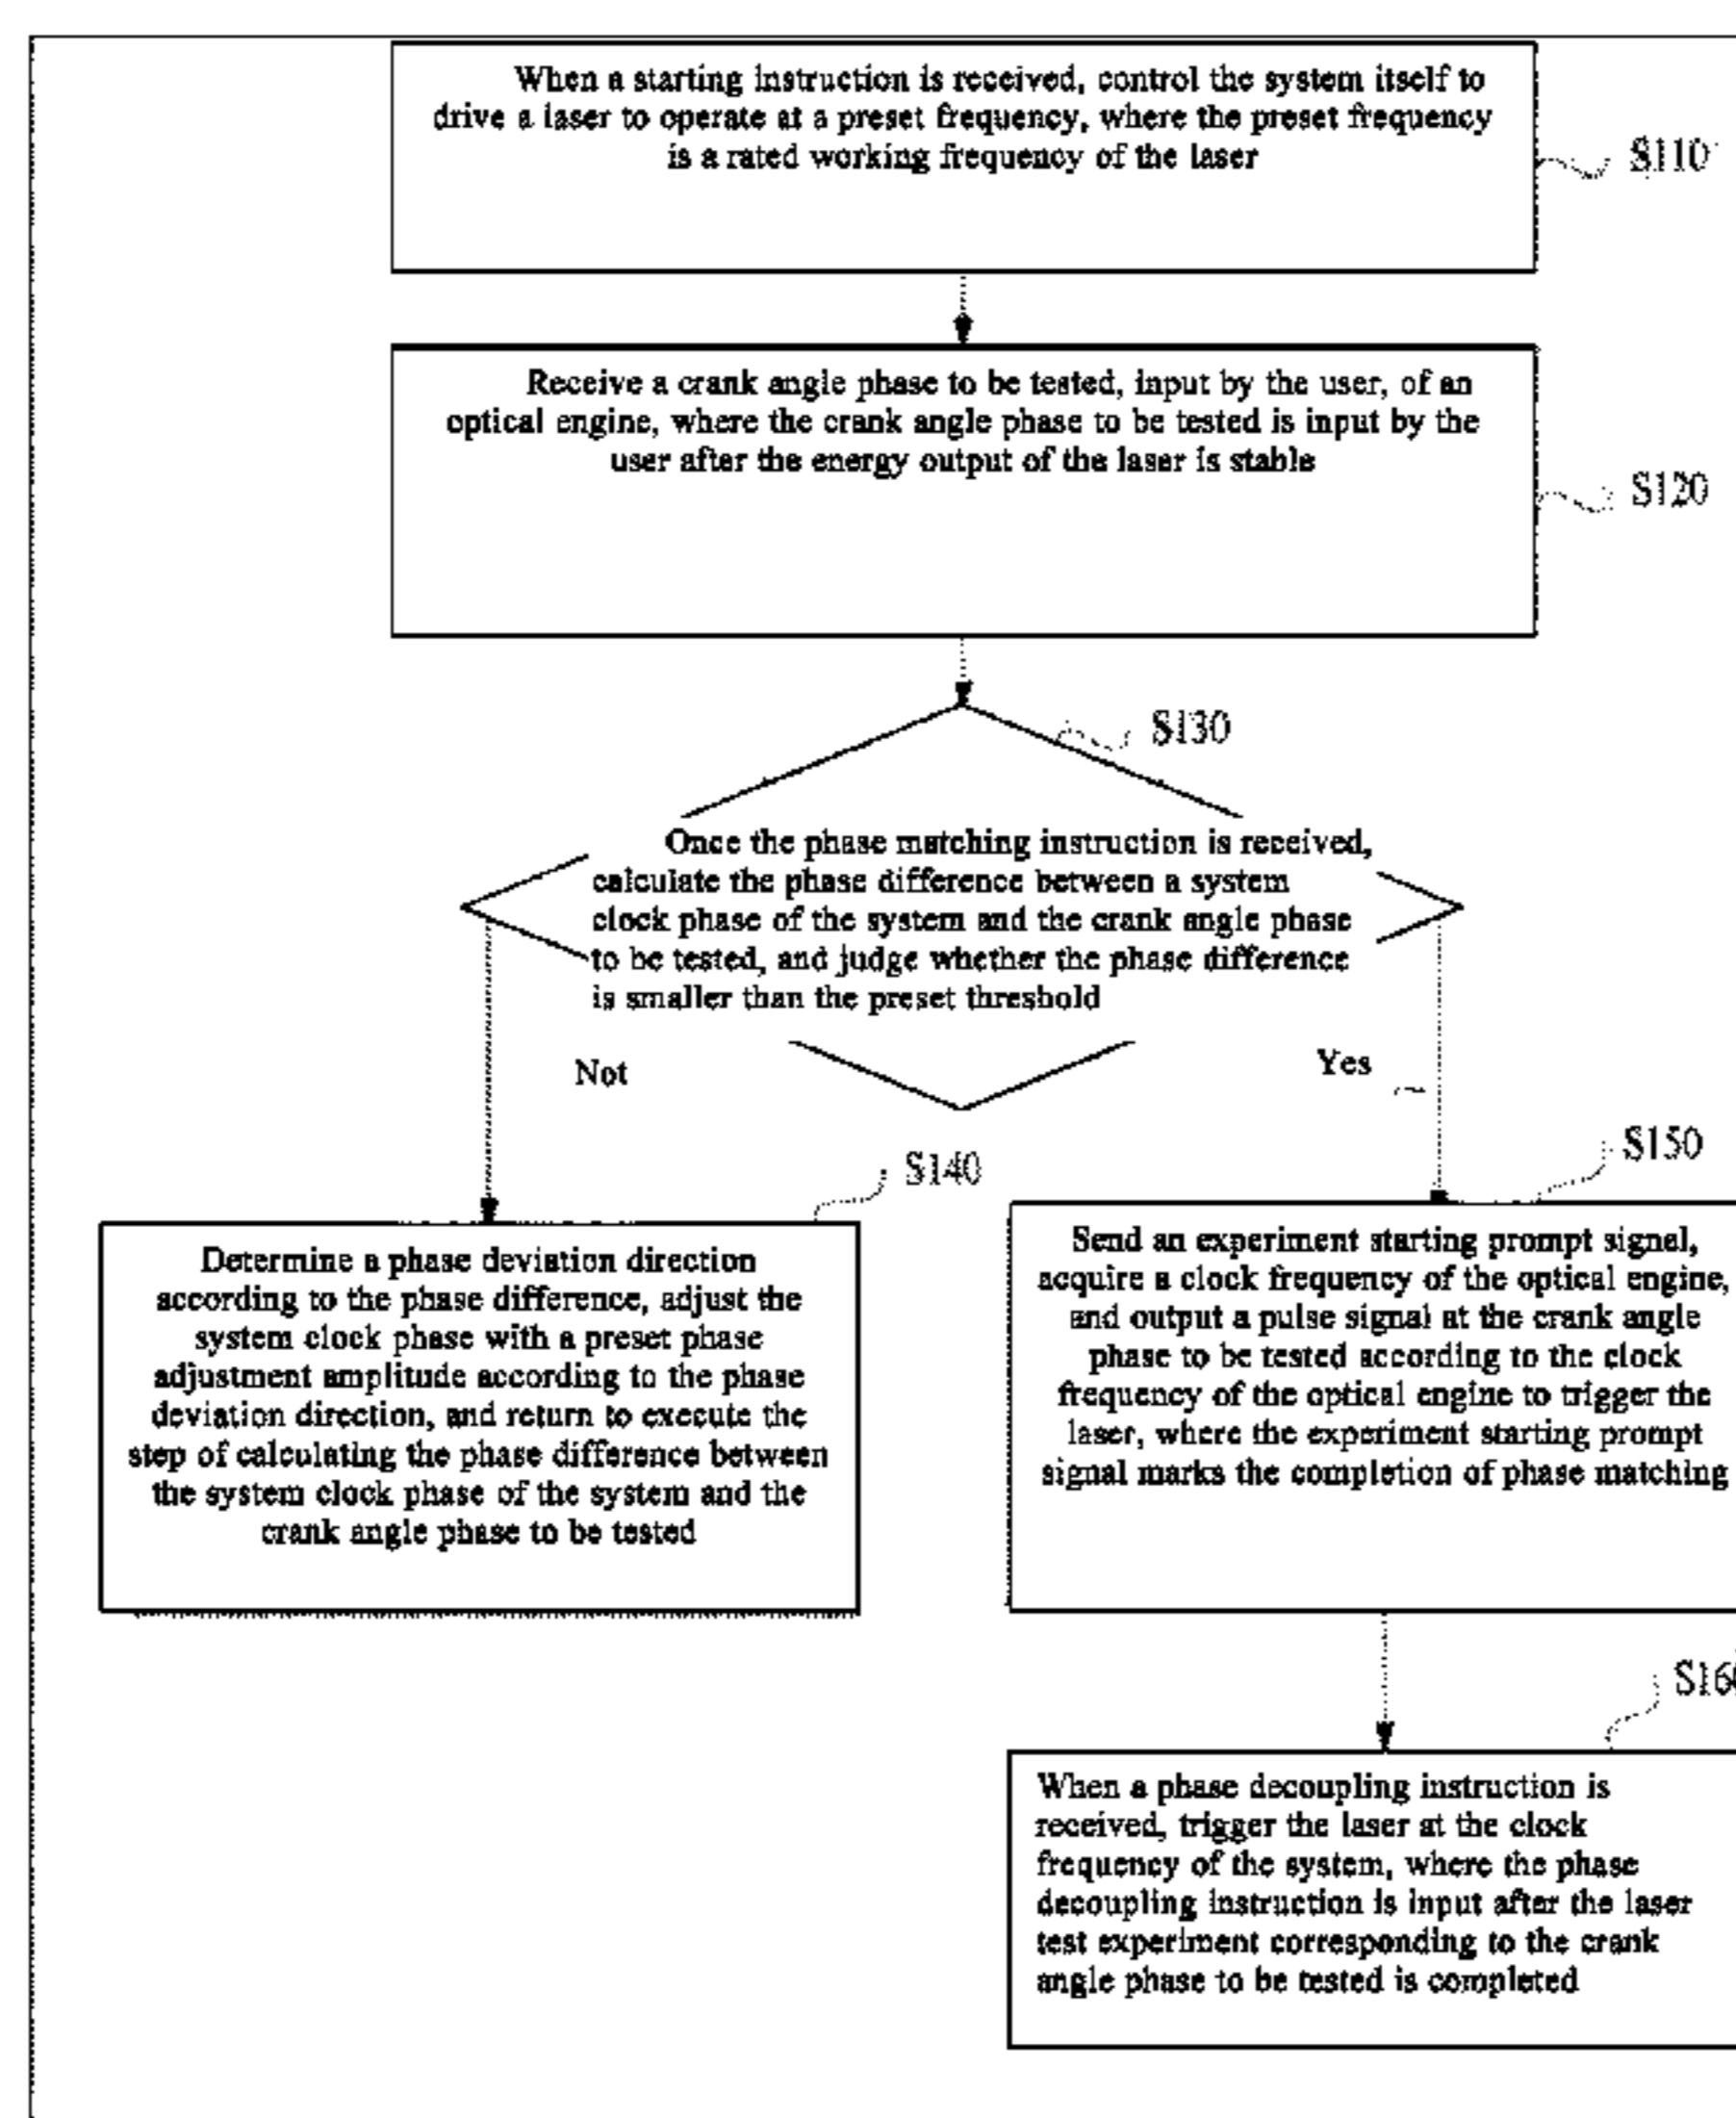 When a starting instruction is received, control the system itself to
drive a laser to operate at a preset frequency, where the preset frequency
is a rated working frequency of the laser
S110
Receive a crank angle phase to be tested, input by the user, of an
optical engine, where the crank angle phase to be tested is input by the
user after the energy output of the laser is stable
S120
S130
Once the phase matching instruction is received,
calculate the phase difference between a system
clock phase of the system and the crank angle phase
to be tested, and judge whether the phase difference
is smaller than the preset threshold
Not
Yes
S140
Determine a phase deviation direction
according to the phase difference, adjust the
system clock phase with a preset phase
adjustment amplitude according to the phase
deviation direction, and return to execute the
step of calculating the phase difference between
the system clock phase of the system and the
crank angle phase to be tested
S150
Send an experiment starting prompt signal,
acquire a clock frequency of the optical engine,
and output a pulse signal at the crank angle
phase to be tested according to the clock
frequency of the optical engine to trigger the
laser, where the experiment starting prompt
signal marks the completion of phase matching
When a phase decoupling instruction is
received, trigger the laser at the clock
frequency of the system, where the phase
decoupling instruction is input after the laser
test experiment corresponding to the crank
angle phase to be tested is completed